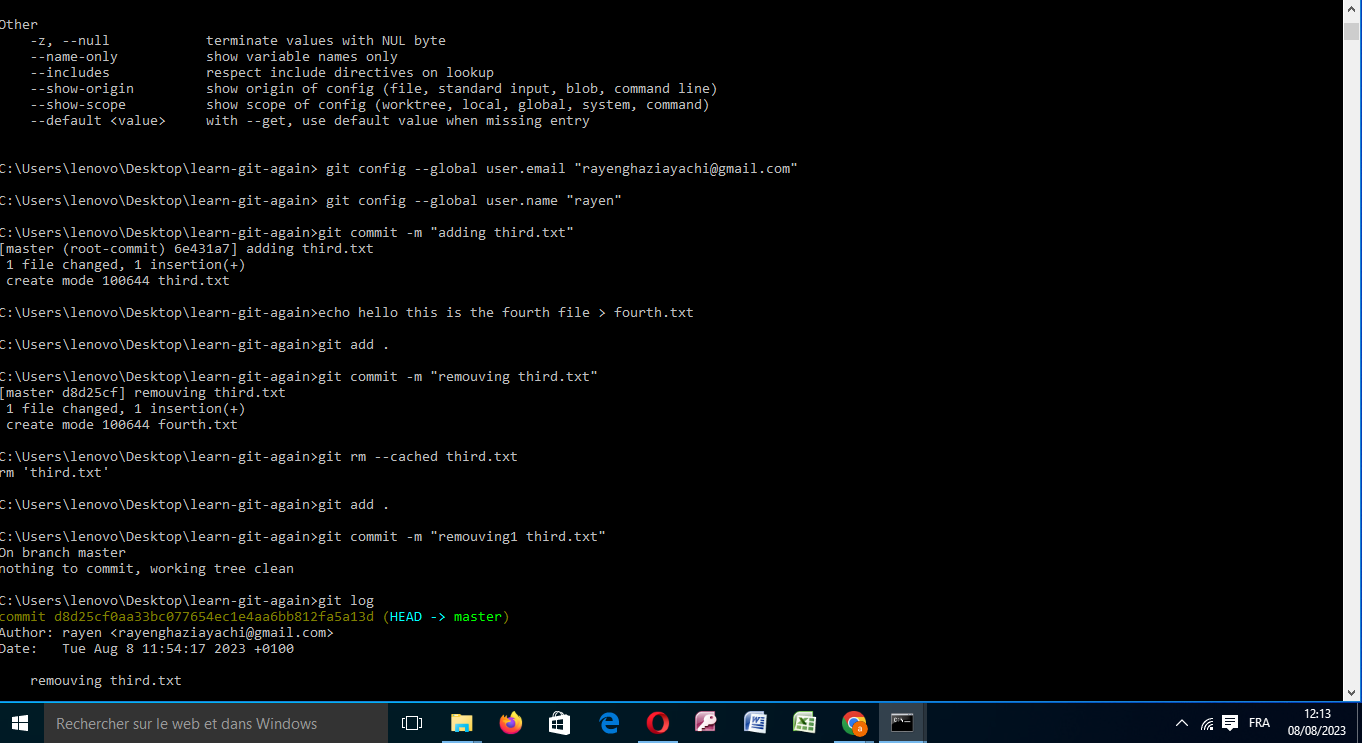 Other
-z, --null terminate values with NUL byte
--name-only show variable names only
--includes respect include directives on lookup
--show-origin show origin of config (file, standard input, blob, command line)
--show-scope show scope of config (worktree, local, global, system, command)
--default <value> with --get, use default value when missing entry
C:\Users\lenovo\Desktop\learn-git-again> git config --global user.email "rayenghaziayachi@gmail.com"
C:\Users\lenovo\Desktop\learn-git-again> git config --global user.name "rayen"
C:\Users\lenovo\Desktop\learn-git-again>git commit -m "adding third.txt"
[master (root-commit) 6e431a7] adding third.txt
1 file changed, 1 insertion(+)
create mode 100644 third.txt
C:\Users\lenovo\Desktop\learn-git-again>echo hello this is the fourth file > fourth.txt
C:\Users\lenovo\Desktop\learn-git-again>git add .
C:\Users\lenovo\Desktop\learn-git-again>git commit -m "remouving third.txt"
[master d8d25cf] remouving third.txt
1 file changed, 1 insertion(+)
create mode 100644 fourth.txt
C:\Users\lenovo\Desktop\learn-git-again>git rm --cached third.txt
rm 'third.txt'
C:\Users\lenovo\Desktop\learn-git-again>git add .
C:\Users\lenovo\Desktop\learn-git-again>git commit -m "remouving1 third.txt"
On branch master
nothing to commit, working tree clean
C:\Users\lenovo\Desktop\learn-git-again>git log
commit d8d25cf0aa33bc077654ec1e4aa6bb812fa5a13d (HEAD -> master)
Author: rayen <rayenghaziayachi@gmail.com>
Date: Tue Aug 8 11:54:17 2023 +0100
remouving third.txt
Rechercher sur le web et dans Windows
FRA
12:13
08/08/2023